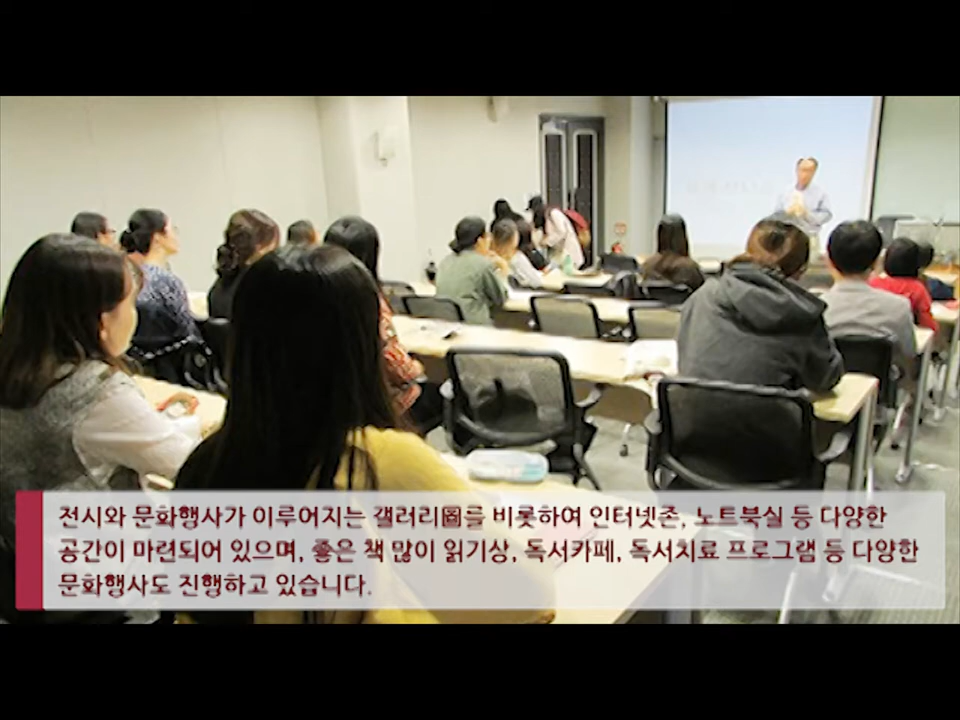 전시와 문화행사가 이루어지는 갤러리圖를 비롯하여 인터넷존, 노트북실 등 다양한
공간이 마련되어 있으며, 좋은 책 많이 읽기상, 독서카페, 독서치료 프로그램 등 다양한
문화행사도 진행하고 있습니다.